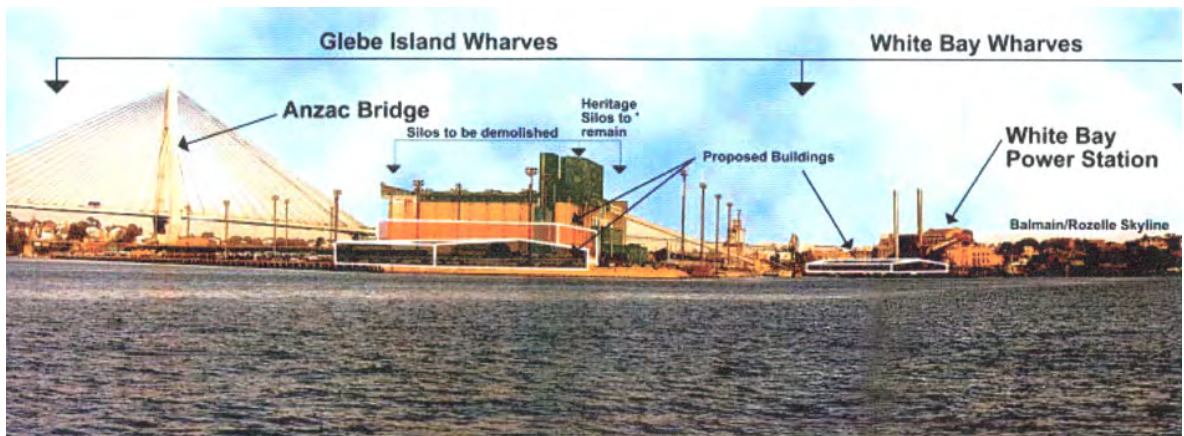 Glebe Island Wharves
White Bay Wharves
Anzac Bridge
Silos to be demolished
Heritage
Silos to
remain
Proposed Buildings
White Bay
Power Station
Balmain/Rozelle Skyline